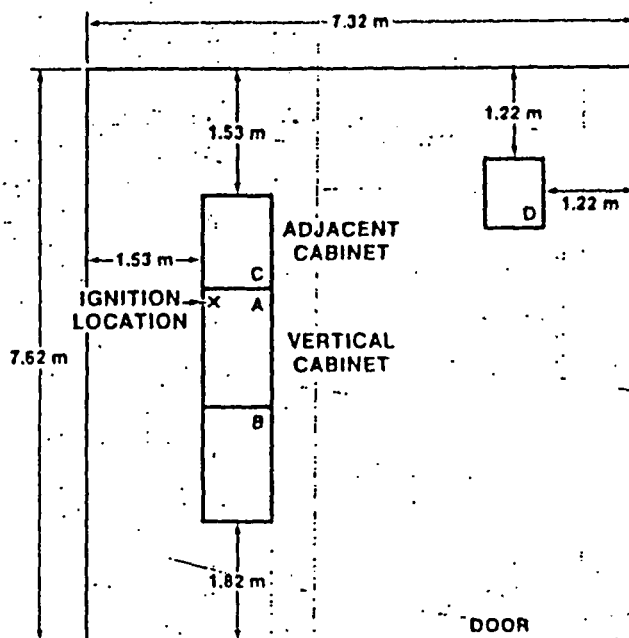 7.32 m
1.53 m
1.22 m
D
1.22 m
ADJACENT
CABINET
1.53 m
C
IGNITION
LOCATION
X
A
VERTICAL
CABINET
7.62 m
B
1.82 m
DOOR